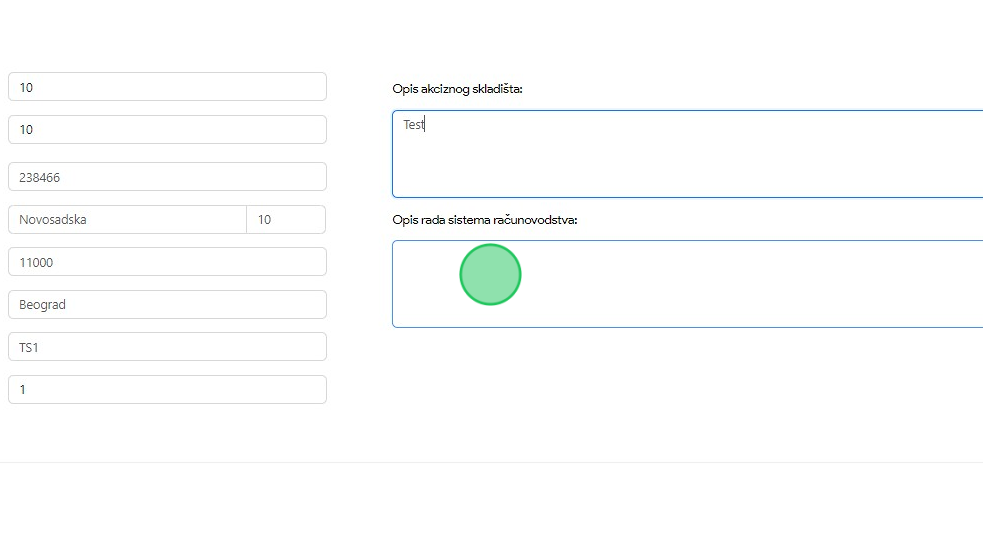 10
10
238466
Novosadska 10
11000
Beograd
TS1
1
Opis akciznog skladišta:
Test
Opis rada sistema računovodstva: